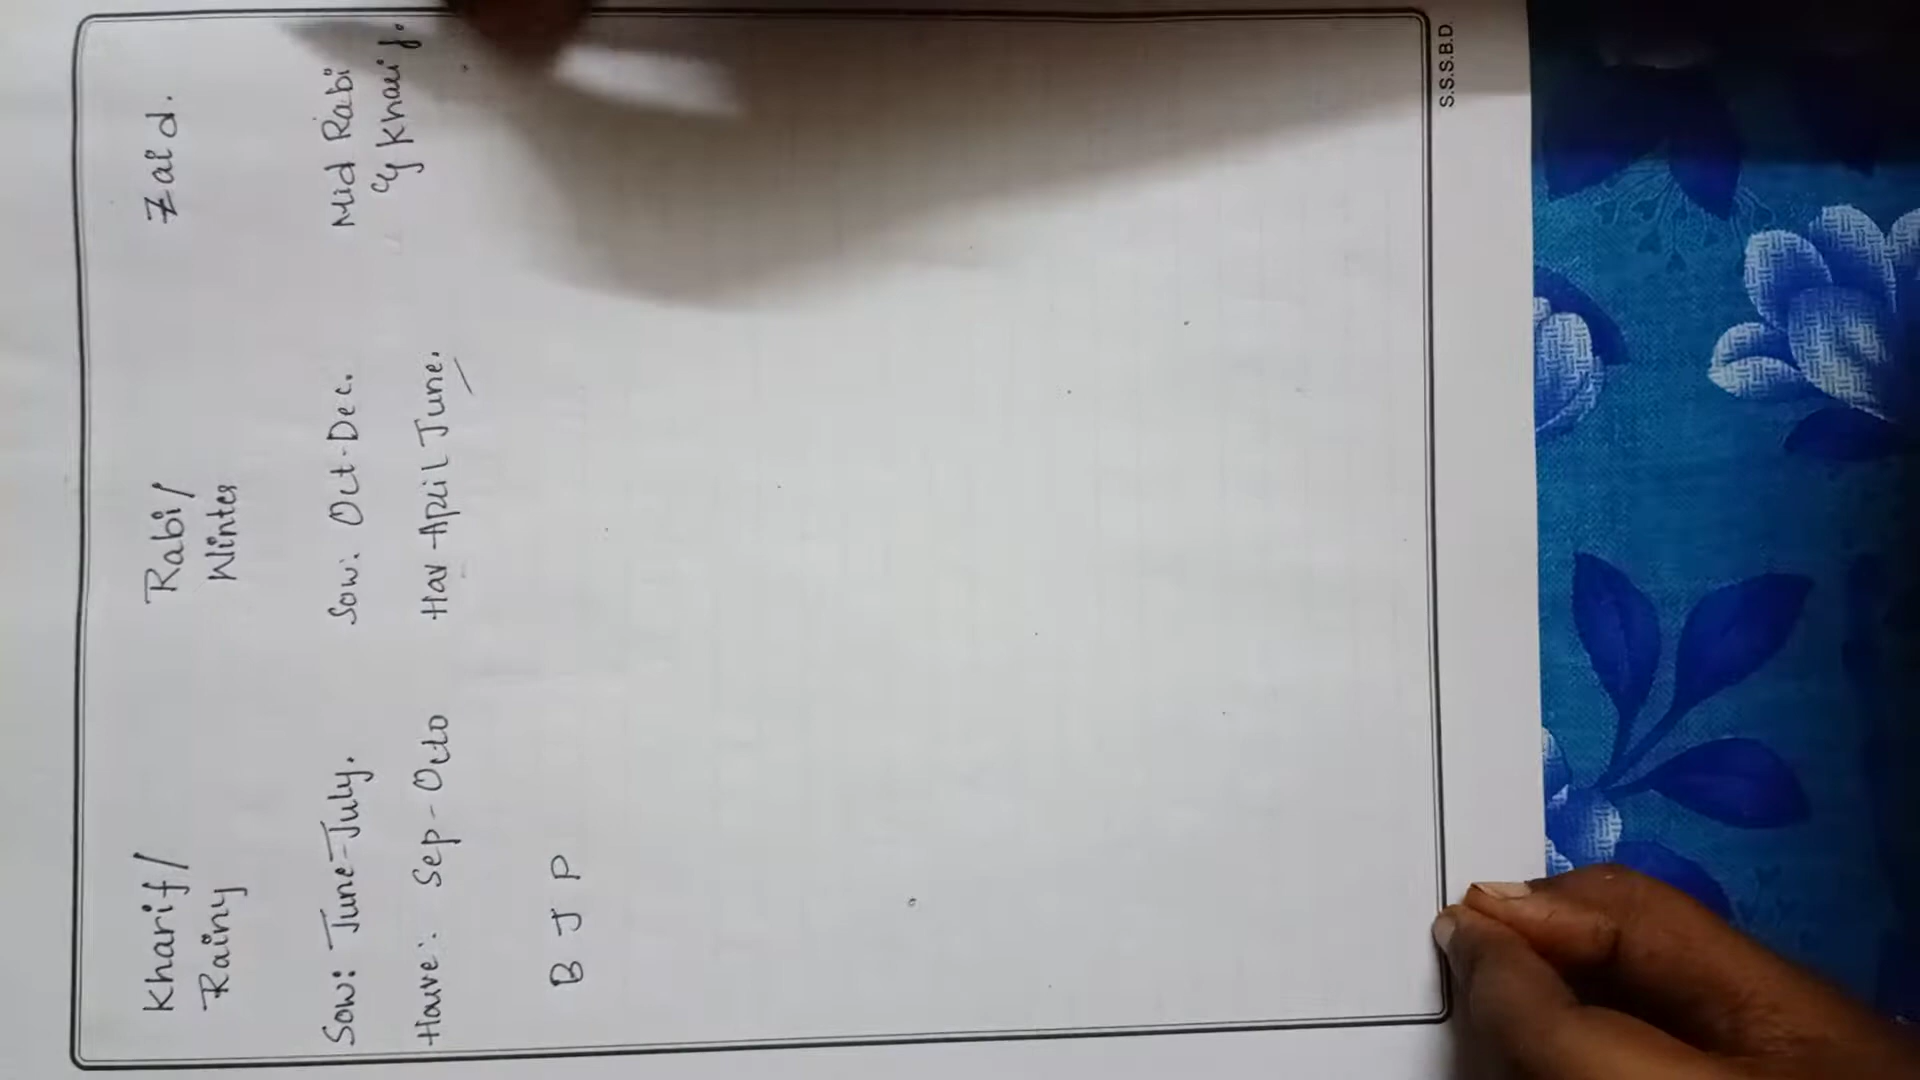 Kharif/
Rainy
Rabi/
Winter
Zaid.
Sow: June-July.
Sow: Oct-Dec.
Mid Rabi
& Kharif.
Harve: Sep-Octo
Har-April June.
B J P
S.S.S.B.D.